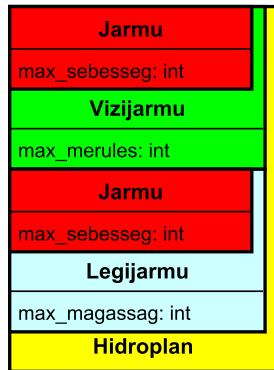 Jarmu
max_sebesseg: int
Vizijarmu
max_merules: int
Jarmu
max_sebesseg: int
Legijarmu
max_magassag: int
Hidroplan